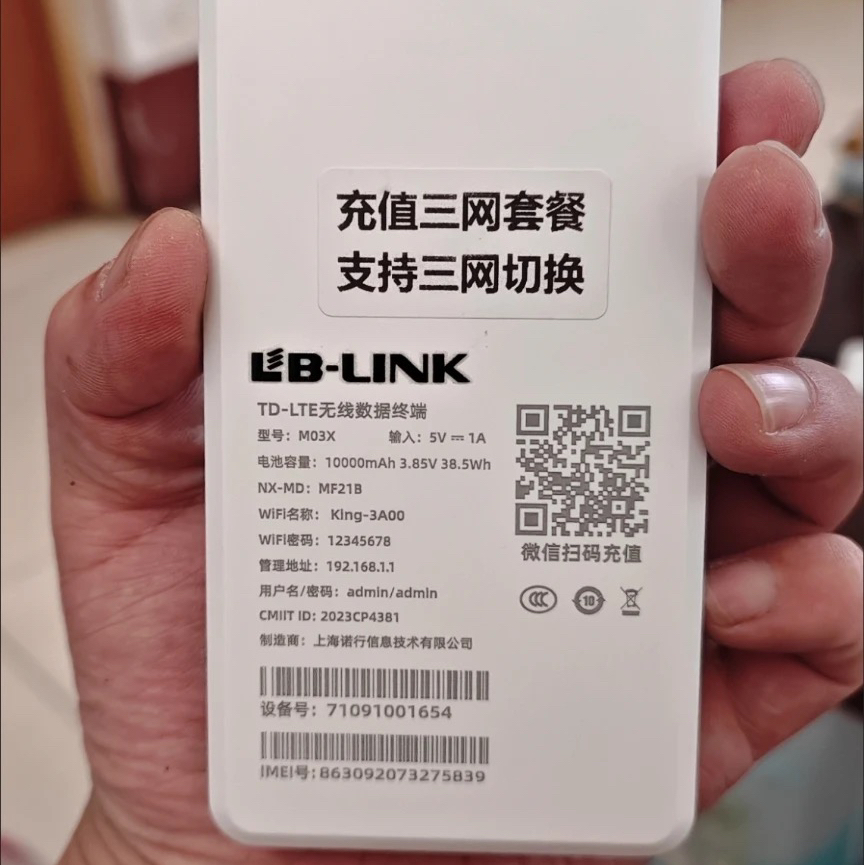 充值三网套餐
支持三网切换
LB-LINK
TD-LTE无线数据终端
型号：M03X 输入：5V⎓1A
电池容量：10000mAh 3.85V 38.5Wh
NX-MD：MF21B
WiFi名称： King-3A00
WiFi密码：12345678
管理地址：192.168.1.1
用户名/密码：admin/admin
CMIIT ID: 2023CP4381
制造商：上海诺行信息技术有限公司
微信扫码充值
CCC
10
设备号：71091001654
IMEI号:863092073275839